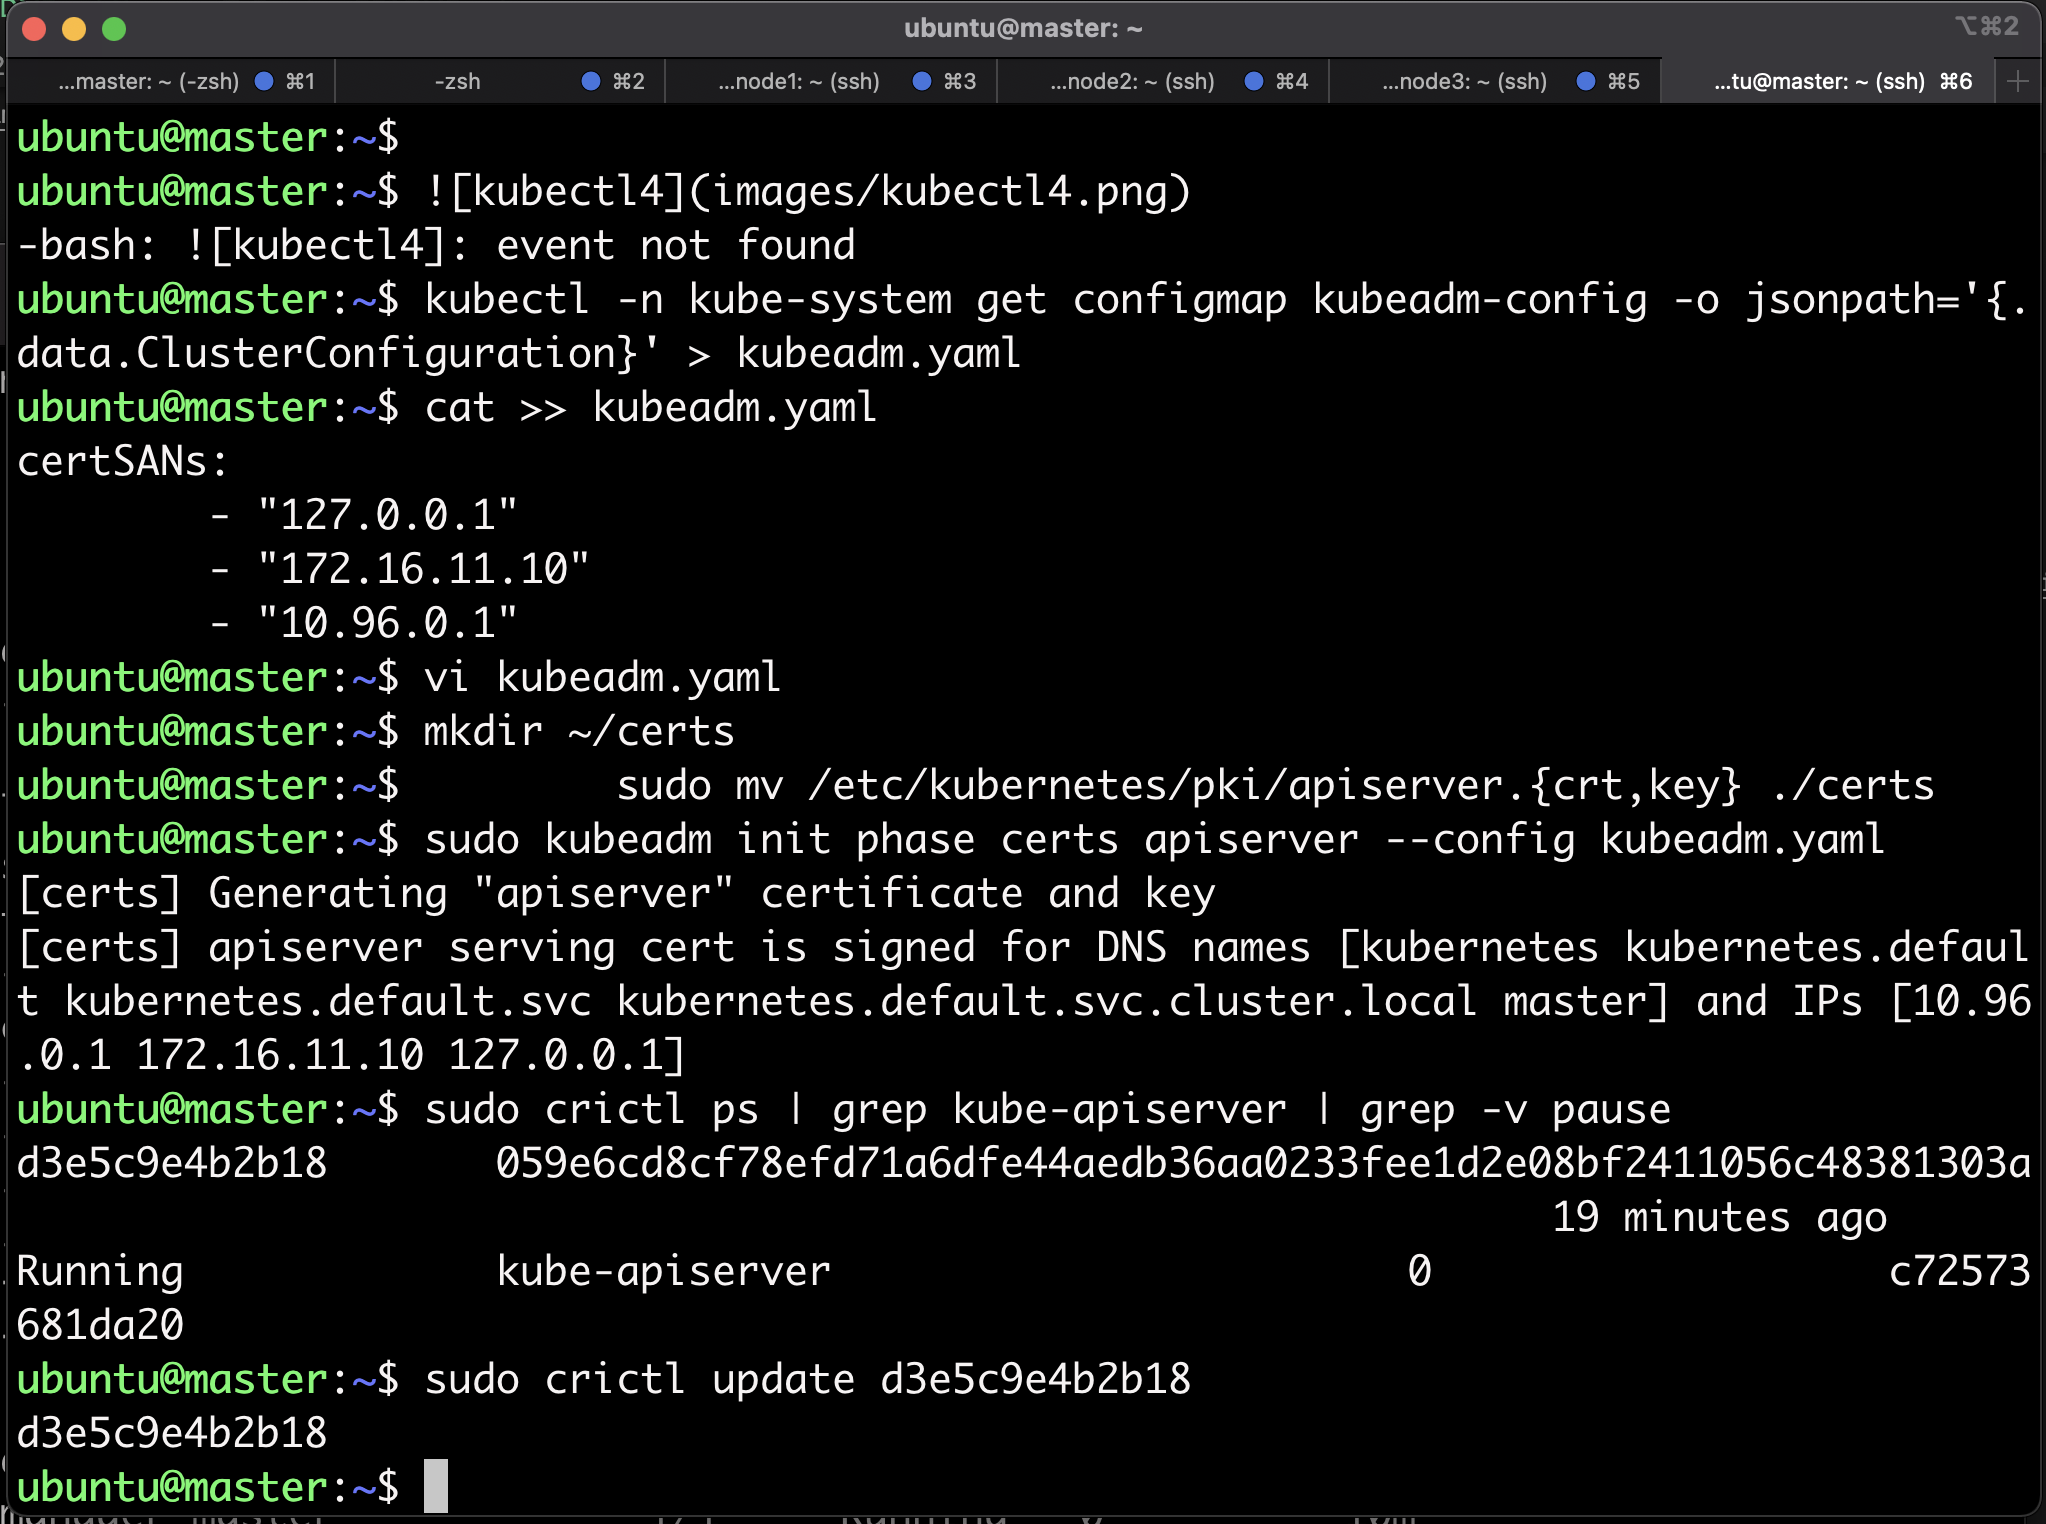 ubuntu@master: ~
⌥⌘2
...master: ~ (-zsh) ⌘1 -zsh ⌘2 ...node1: ~ (ssh) ⌘3 ...node2: ~ (ssh) ⌘4 ...node3: ~ (ssh) ⌘5 ...tu@master: ~ (ssh) ⌘6
ubuntu@master:~$
ubuntu@master:~$ ![kubectl4](images/kubectl4.png)
-bash: ![kubectl4]: event not found
ubuntu@master:~$ kubectl -n kube-system get configmap kubeadm-config -o jsonpath='{.
data.ClusterConfiguration}' > kubeadm.yaml
ubuntu@master:~$ cat >> kubeadm.yaml
certSANs:
        - "127.0.0.1"
        - "172.16.11.10"
        - "10.96.0.1"
ubuntu@master:~$ vi kubeadm.yaml
ubuntu@master:~$ mkdir ~/certs
ubuntu@master:~$         sudo mv /etc/kubernetes/pki/apiserver.{crt,key} ./certs
ubuntu@master:~$ sudo kubeadm init phase certs apiserver --config kubeadm.yaml
[certs] Generating "apiserver" certificate and key
[certs] apiserver serving cert is signed for DNS names [kubernetes kubernetes.defaul
t kubernetes.default.svc kubernetes.default.svc.cluster.local master] and IPs [10.96
.0.1 172.16.11.10 127.0.0.1]
ubuntu@master:~$ sudo crictl ps | grep kube-apiserver | grep -v pause
d3e5c9e4b2b18       059e6cd8cf78efd71a6dfe44aedb36aa0233fee1d2e08bf2411056c48381303a
                                                                19 minutes ago
Running             kube-apiserver                        0                   c72573
681da20
ubuntu@master:~$ sudo crictl update d3e5c9e4b2b18
d3e5c9e4b2b18
ubuntu@master:~$